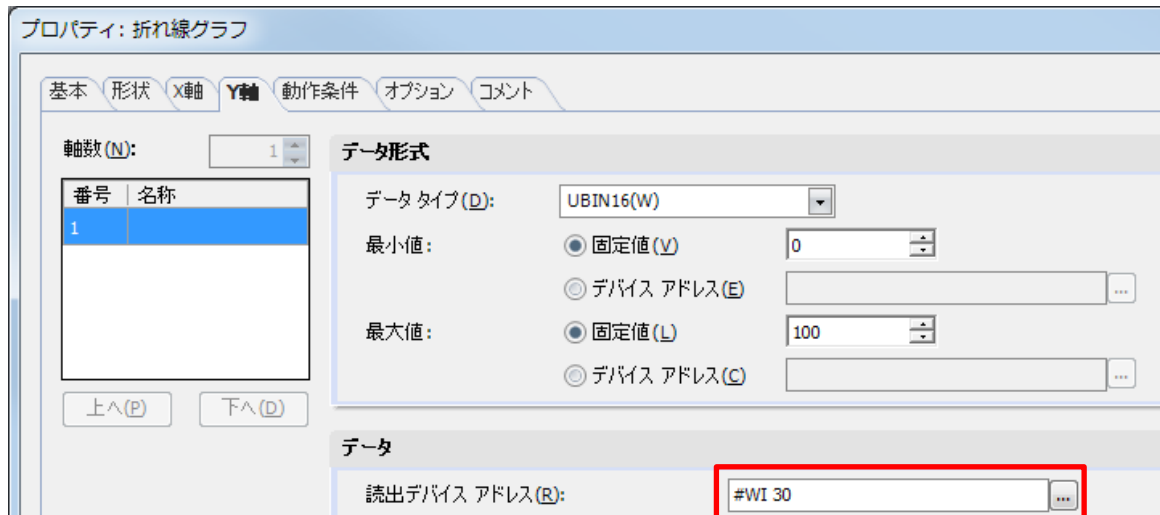 プロパティ: 折れ線グラフ
基本 形状 X軸 Y軸 動作条件 オプション コメント
軸数(N): 1
番号 名称
1
上へ(P) 下へ(D)
データ形式
データ タイプ(D): UBIN16(W)
最小値: 固定値(V) 0
デバイス アドレス(E) ...
最大値: 固定値(L) 100
デバイス アドレス(C) ...
データ
読出デバイス アドレス(R): #WI 30 ...